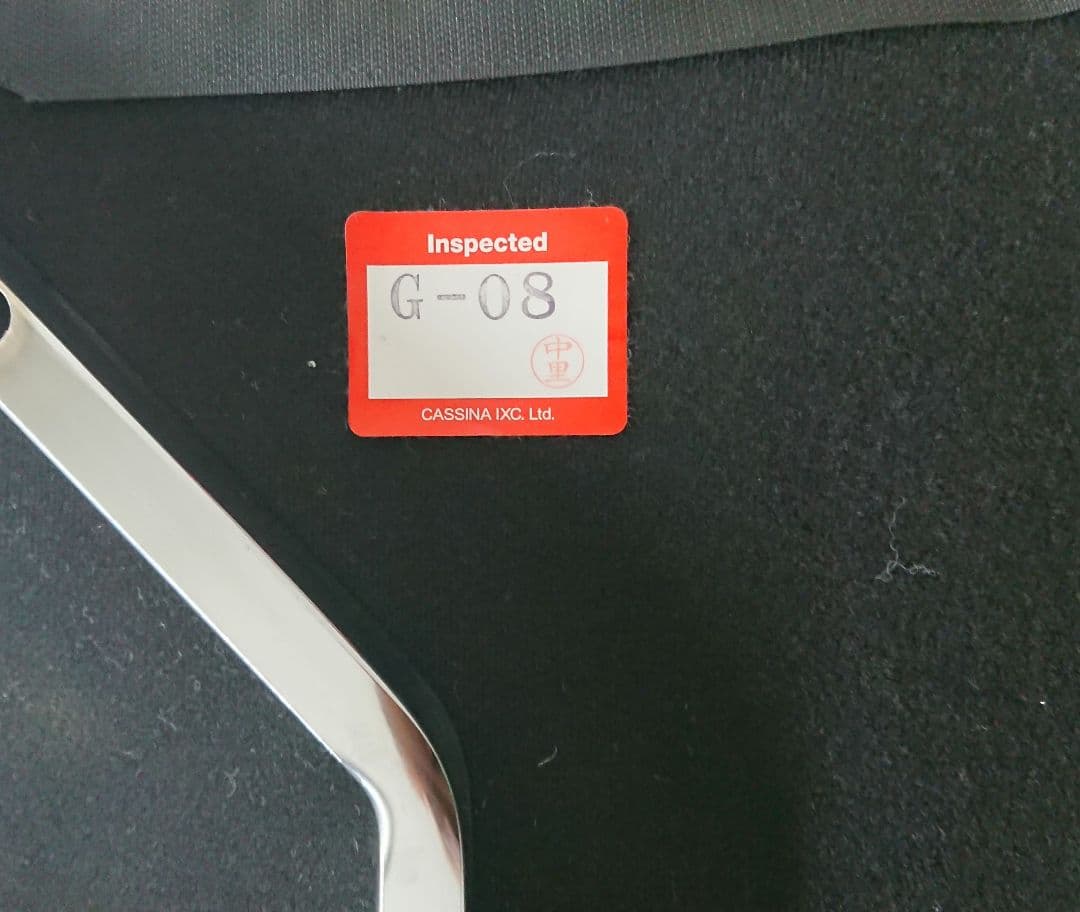 Inspected
G-08
中里
CASSINA IXC. Ltd.